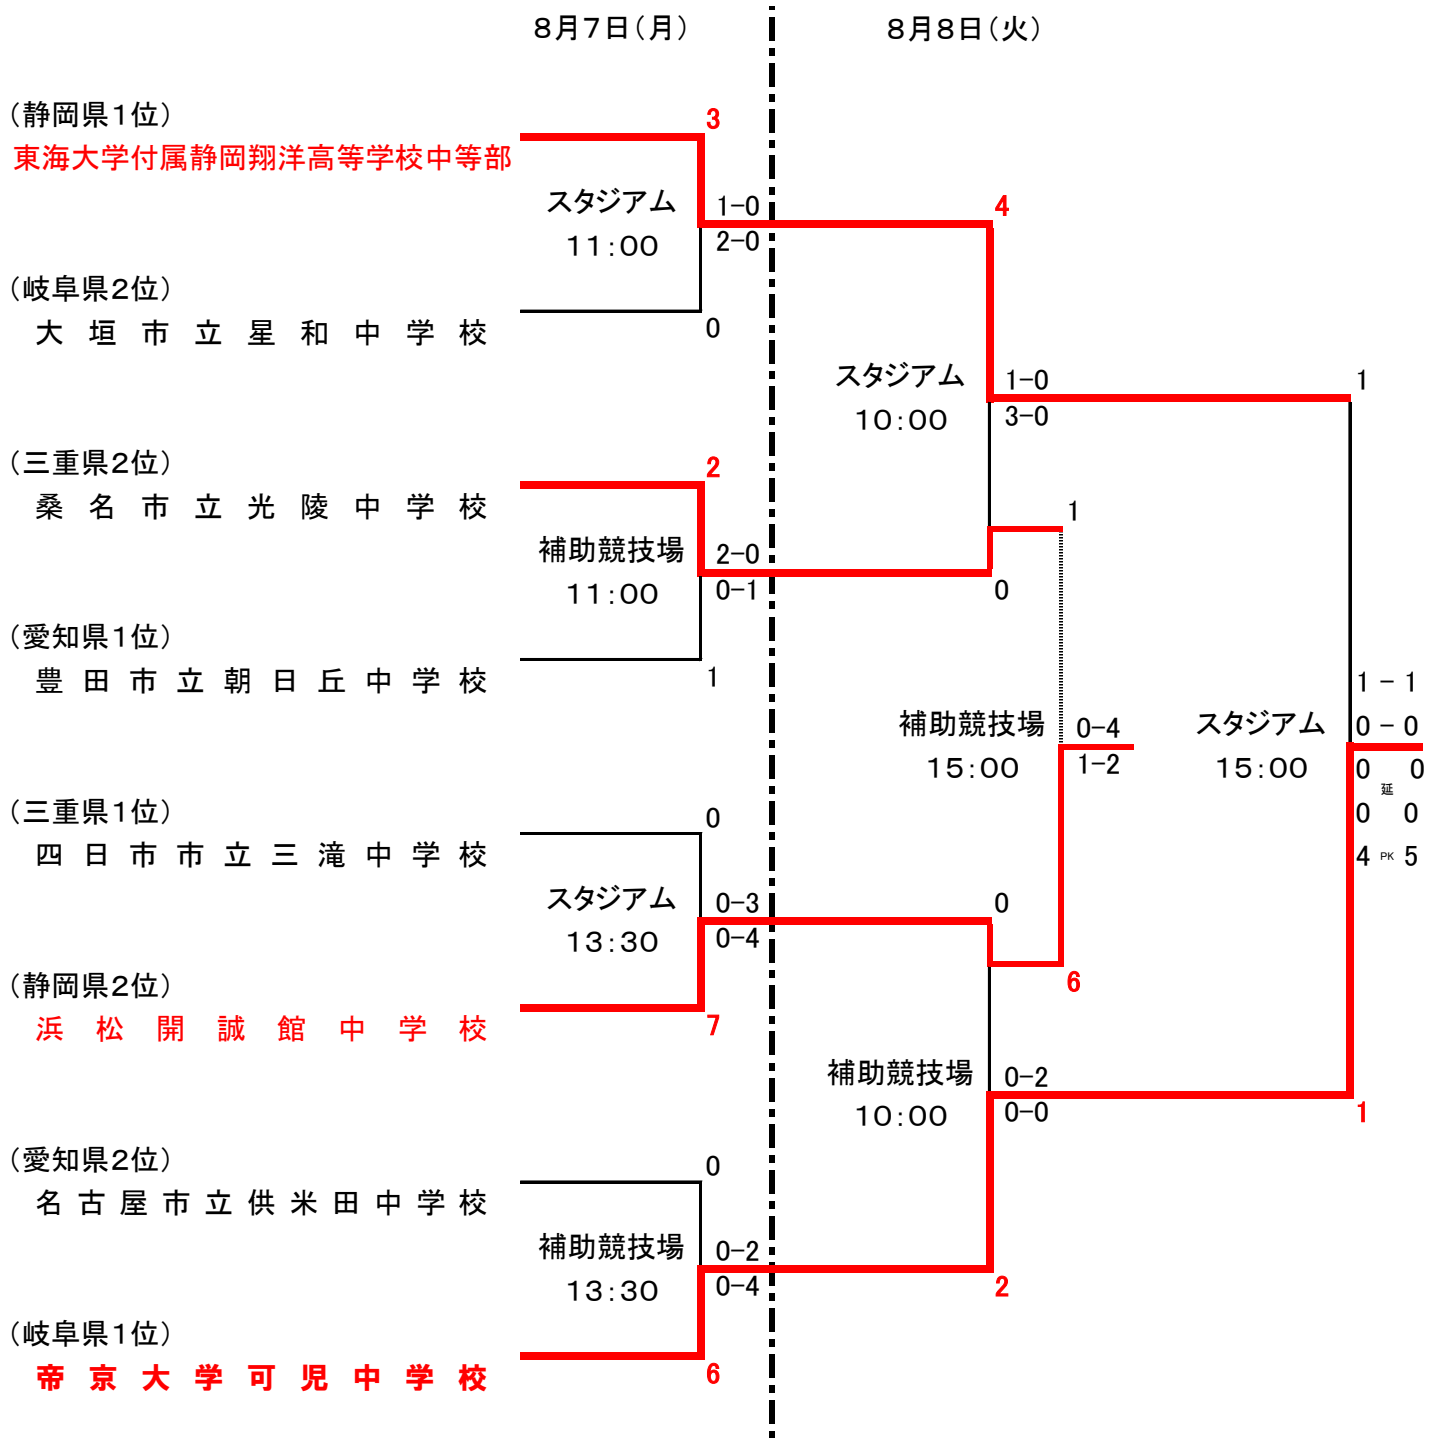 8月7日(月)
8月8日(火)
(静岡県1位)
東海大学付属静岡翔洋高等学校中等部
3
スタジアム
11:00
1-0
2-0
(岐阜県2位)
大垣市立星和中学校
0
4
スタジアム
10:00
1-0
3-0
1
(三重県2位)
桑名市立光陵中学校
2
補助競技場
11:00
2-0
0-1
(愛知県1位)
豊田市立朝日丘中学校
1
0
1
補助競技場
15:00
0-4
1-2
スタジアム
15:00
1-1
0-0
0 延 0
0 0
4 PK 5
(三重県1位)
四日市市立三滝中学校
0
スタジアム
13:30
0-3
0-4
(静岡県2位)
浜松開誠館中学校
7
0
6
補助競技場
10:00
0-2
0-0
1
(愛知県2位)
名古屋市立供米田中学校
0
補助競技場
13:30
0-2
0-4
2
(岐阜県1位)
帝京大学可児中学校
6